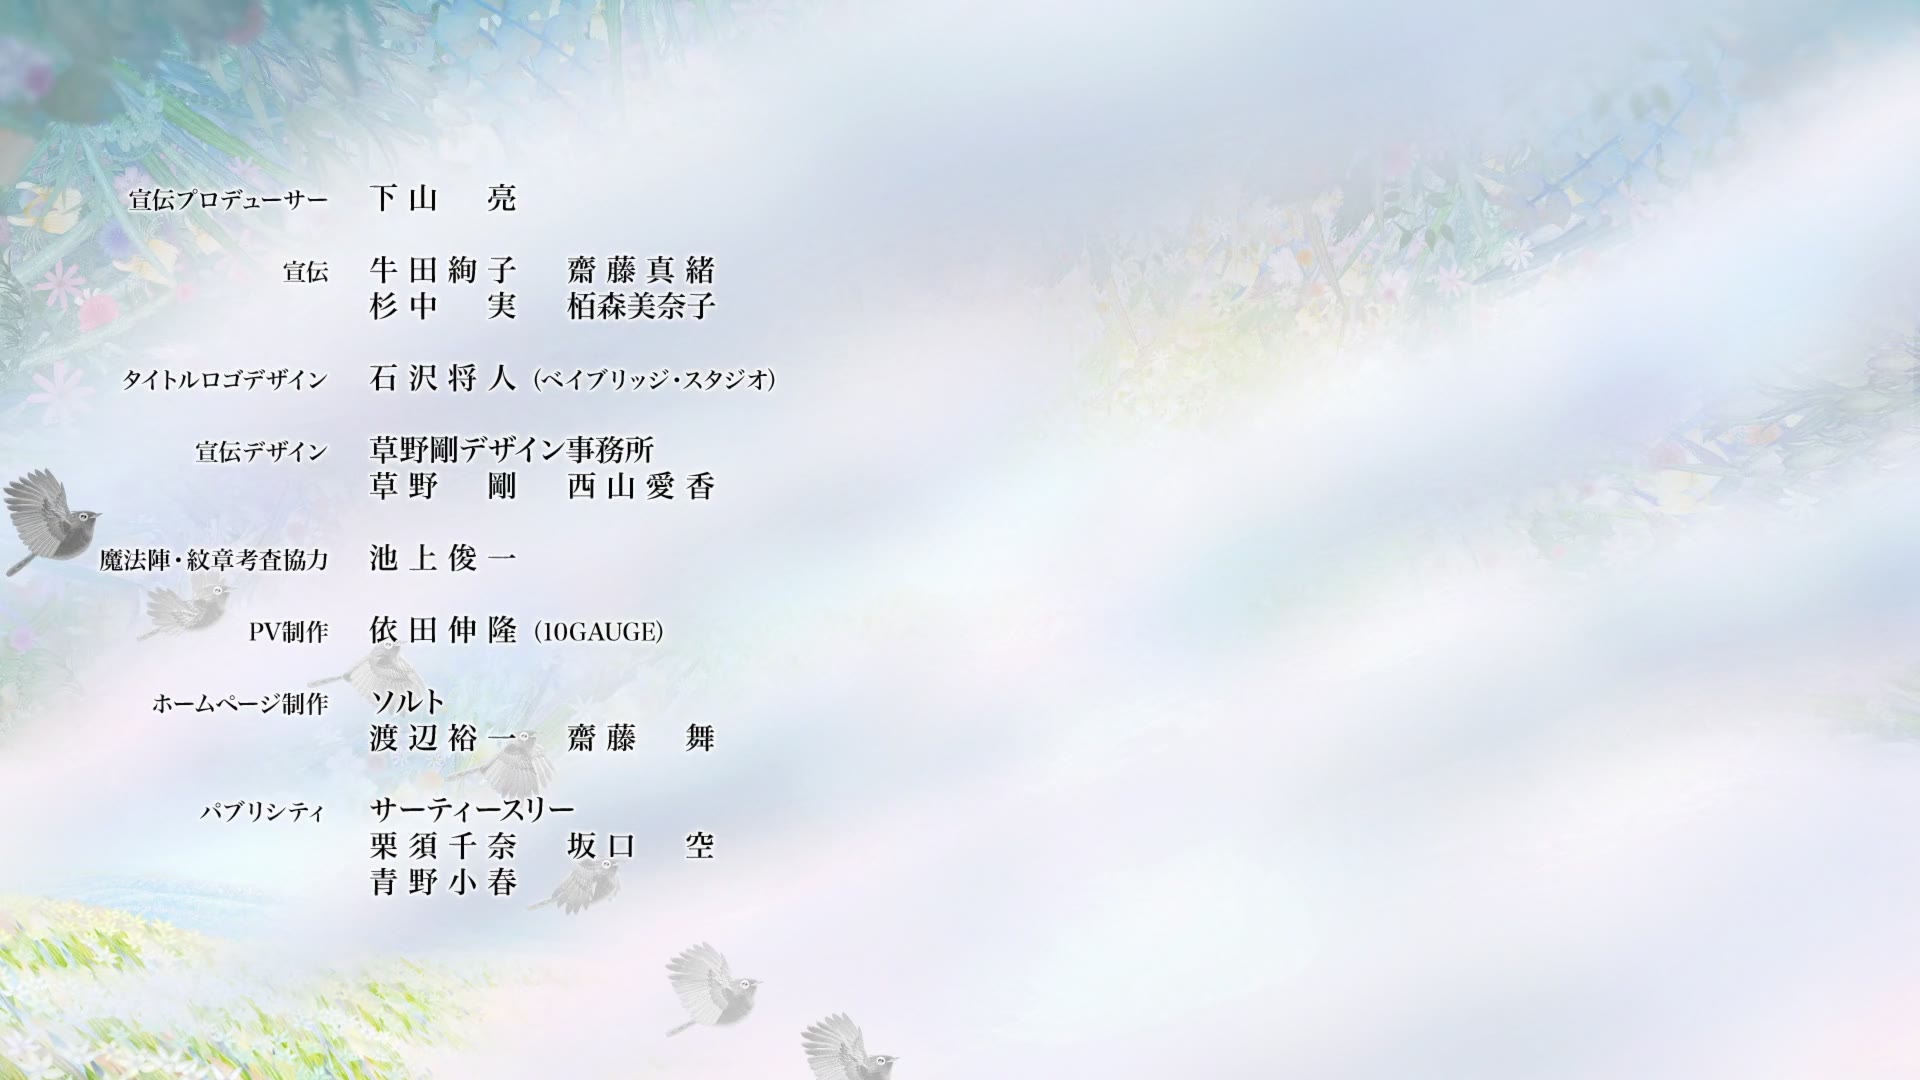 宣伝プロデューサー 下山 亮
宣伝 牛田絢子 齋藤真緒
杉中 実 栢森美奈子
タイトルロゴデザイン 石沢将人（ベイブリッジ・スタジオ）
宣伝デザイン 草野剛デザイン事務所
草野 剛 西山愛香
魔法陣・紋章考査協力 池上俊一
PV制作 依田伸隆（10GAUGE）
ホームページ制作 ソルト
渡辺裕一 齋藤 舞
パブリシティ サーティースリー
栗須千奈 坂口 空
青野小春